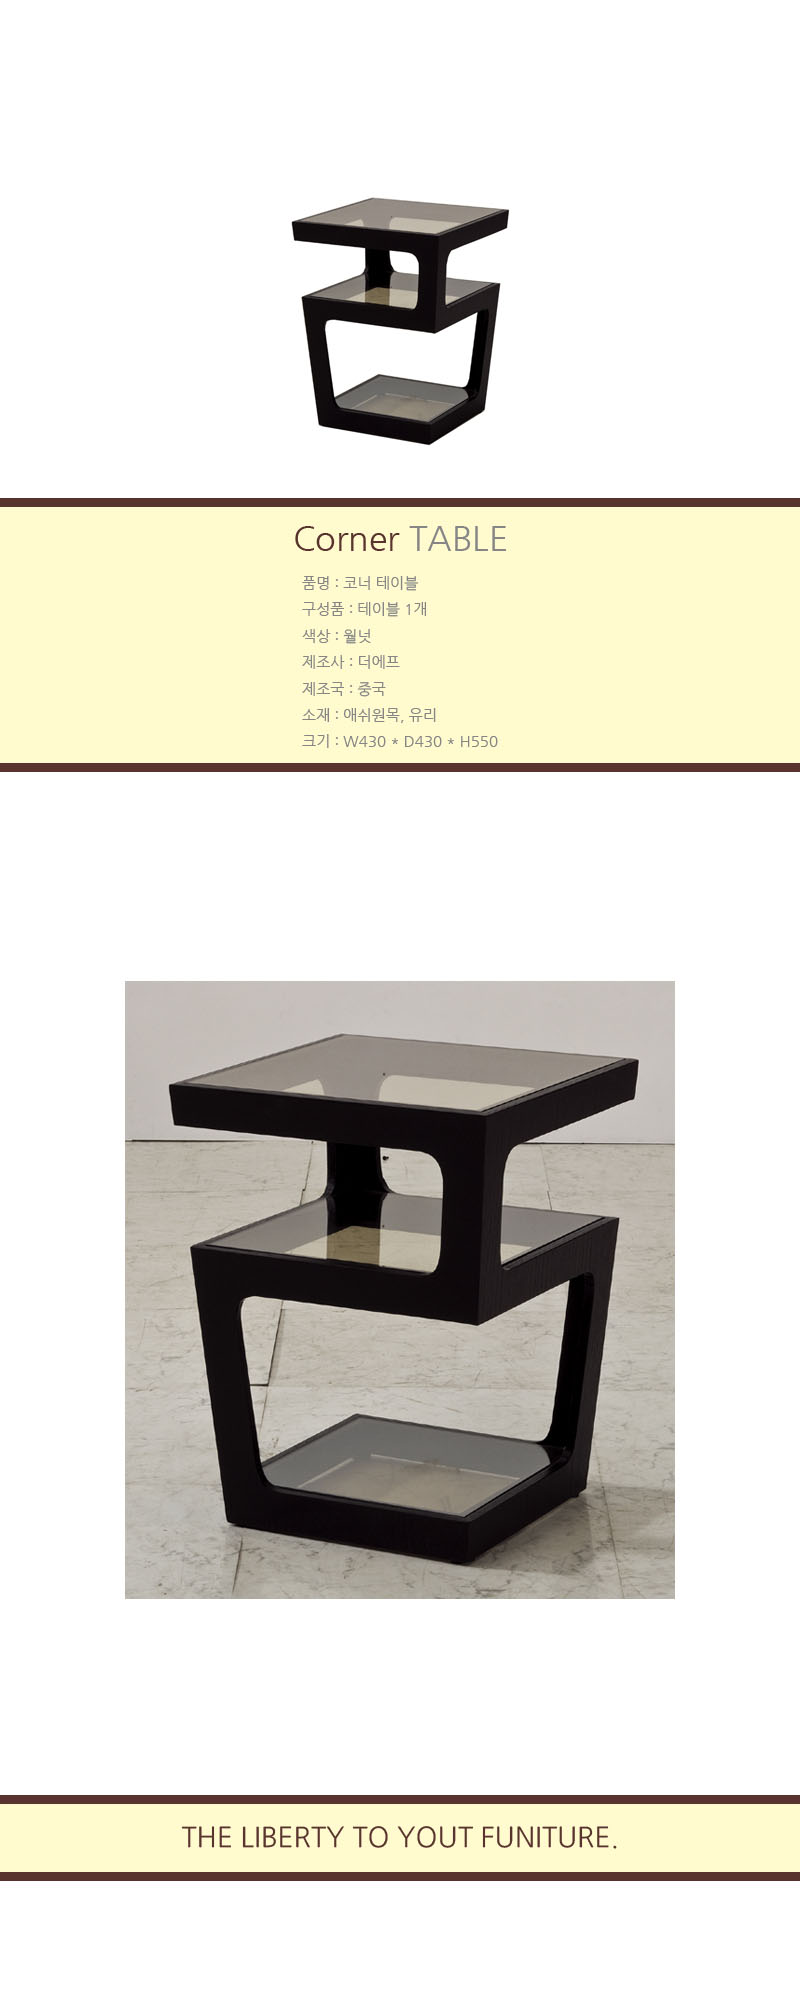 Corner TABLE
품명 : 코너 테이블
구성품 : 테이블 1개
색상 : 월넛
제조사 : 더에프
제조국 : 중국
소재 : 애쉬원목, 유리
크기 : W430 * D430 * H550
THE LIBERTY TO YOUT FUNITURE.